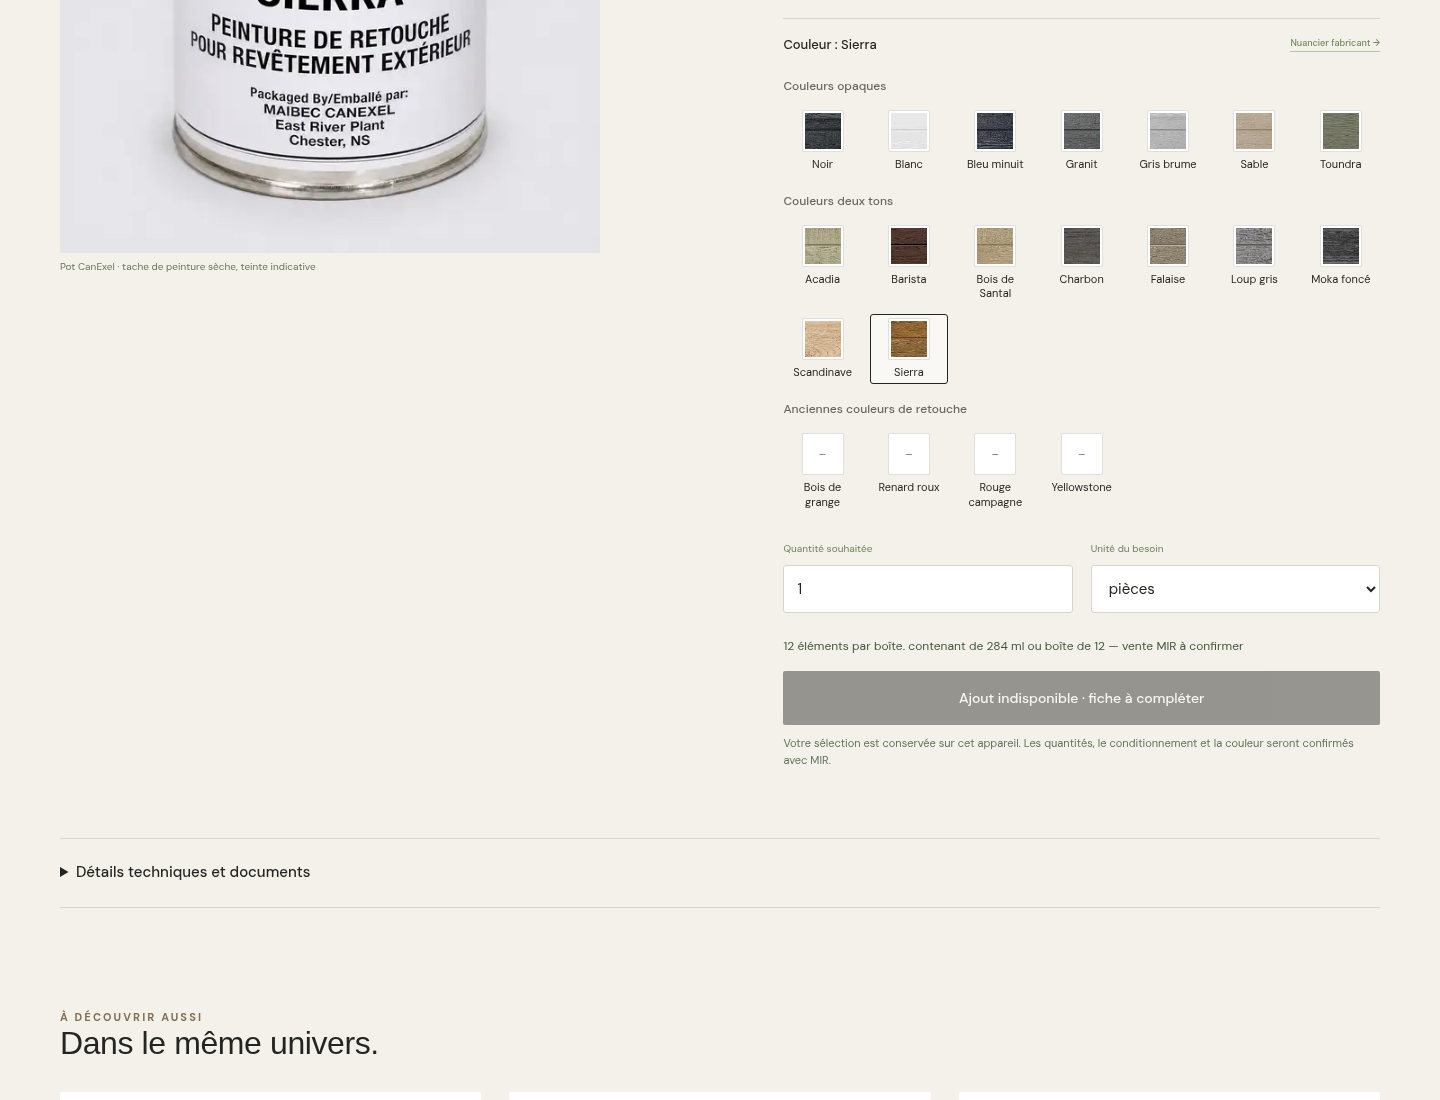 SIERRA
PEINTURE DE RETOUCHE
POUR REVÊTEMENT EXTÉRIEUR
Packaged By/Emballé par:
MAIBEC CANEXEL
East River Plant
Chester, NS
Pot CanExel · tache de peinture sèche, teinte indicative
Couleur : Sierra
Nuancier fabricant →
Couleurs opaques
Noir
Blanc
Bleu minuit
Granit
Gris brume
Sable
Toundra
Couleurs deux tons
Acadia
Barista
Bois de
Santal
Charbon
Falaise
Loup gris
Moka foncé
Scandinave
Sierra
Anciennes couleurs de retouche
–
–
–
–
Bois de
grange
Renard roux
Rouge
campagne
Yellowstone
Quantité souhaitée
Unité du besoin
1
pièces
12 éléments par boîte. contenant de 284 ml ou boîte de 12 — vente MIR à confirmer
Ajout indisponible · fiche à compléter
Votre sélection est conservée sur cet appareil. Les quantités, le conditionnement et la couleur seront confirmés
avec MIR.
Détails techniques et documents
À DÉCOUVRIR AUSSI
Dans le même univers.